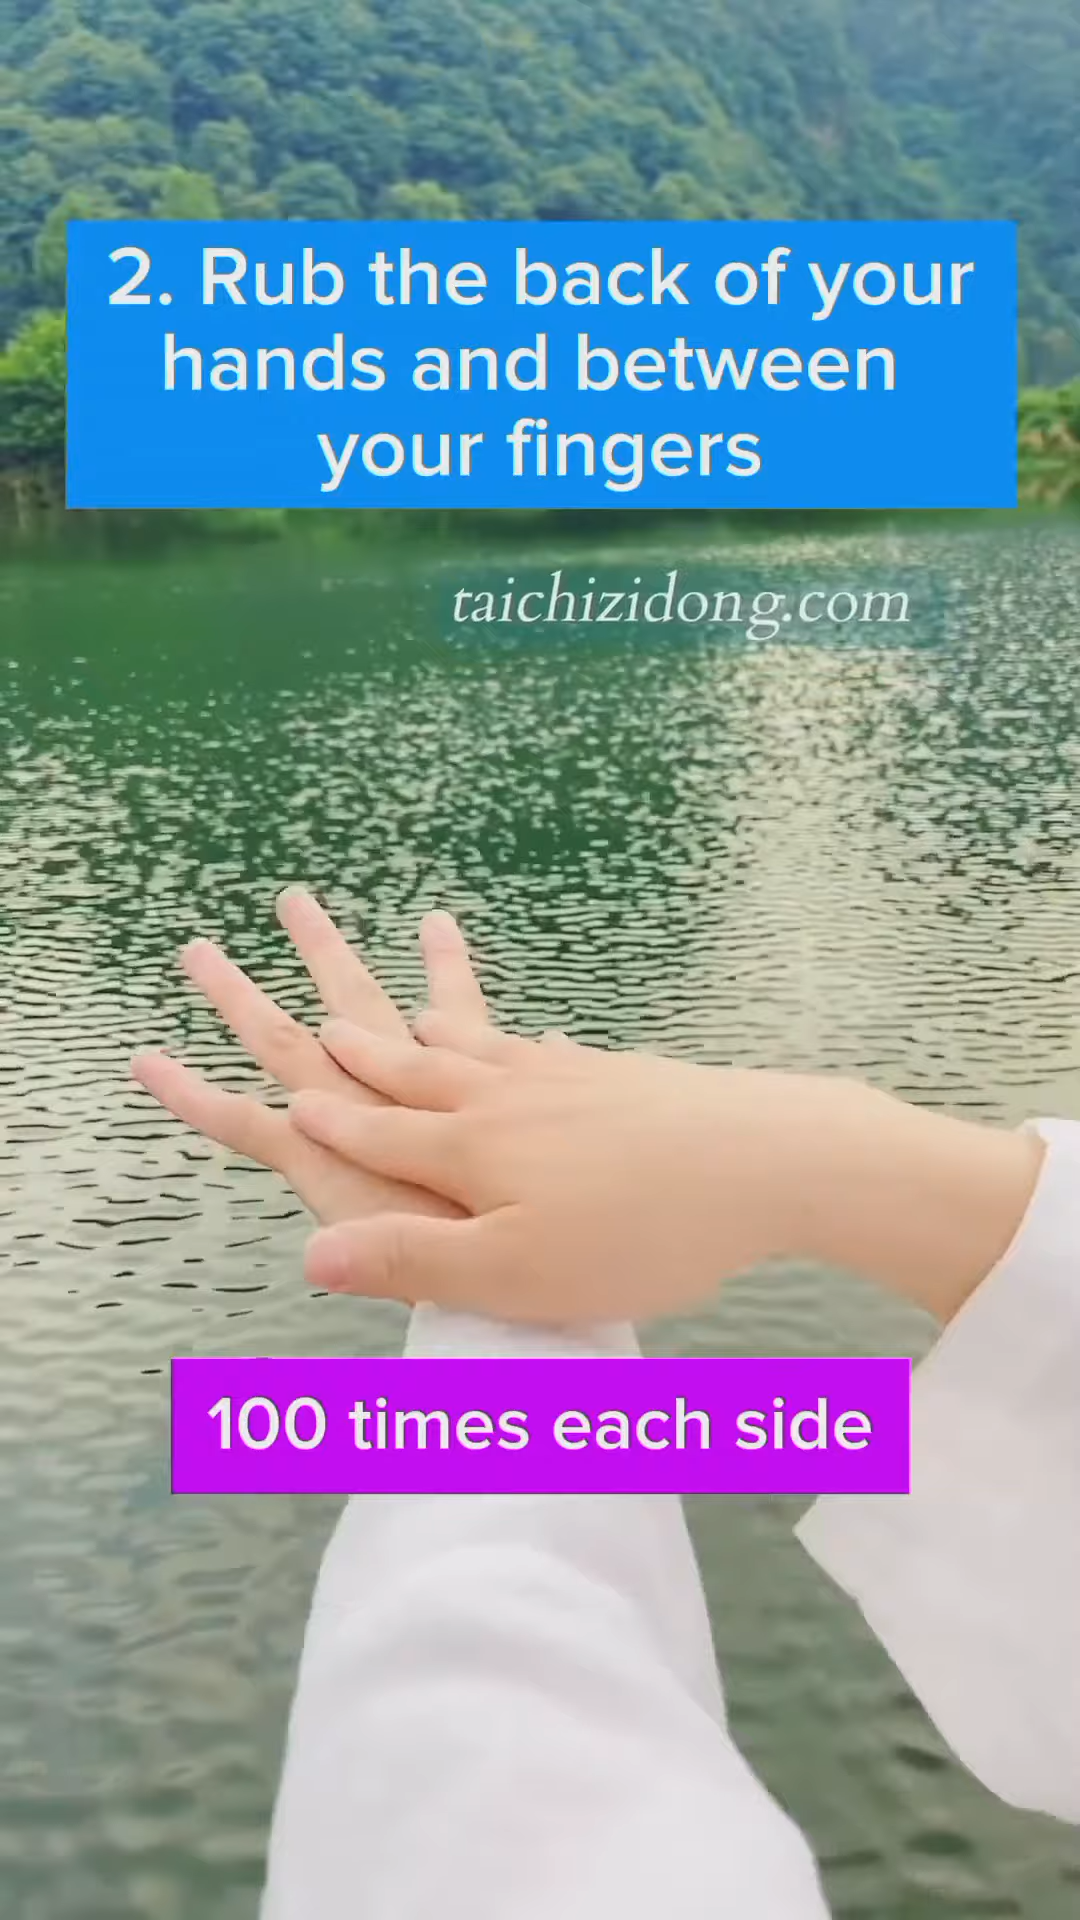 2. Rub the back of your
hands and between
your fingers
taichizidong.com
100 times each side